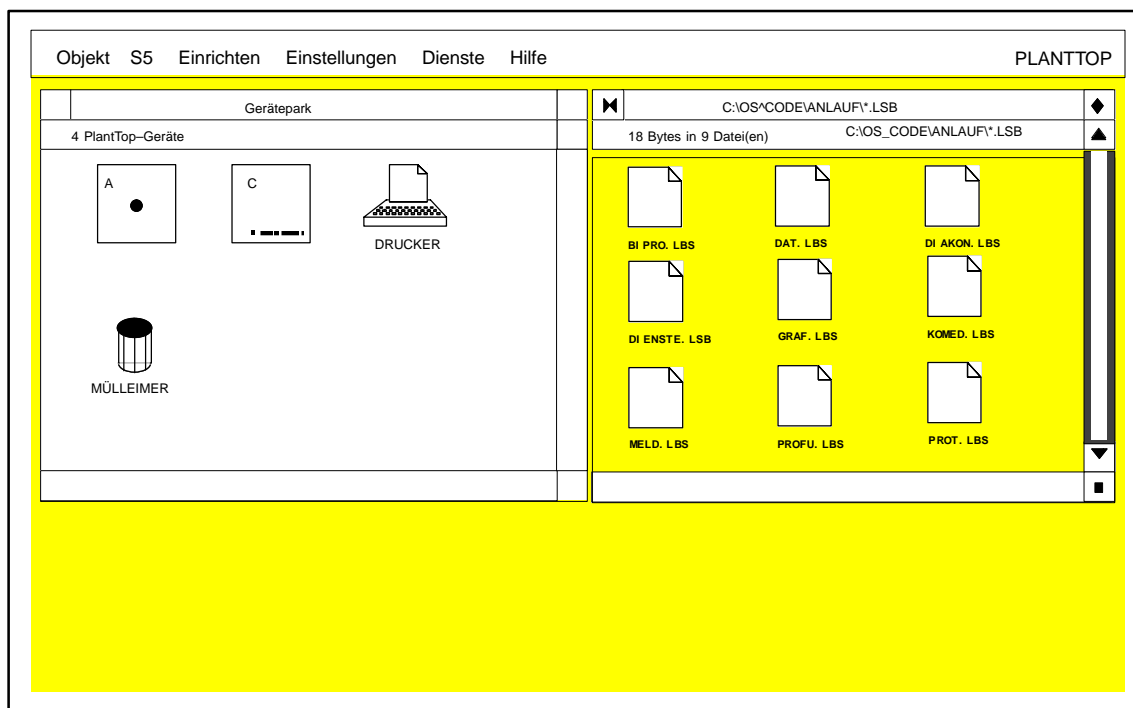 Objekt S5 Einrichten Einstellungen Dienste Hilfe PLANTTOP
Gerätepark
4 PlantTop–Geräte
A
C
DRUCKER
MÜLLEIMER
C:\OS^CODE\ANLAUF\*.LSB
18 Bytes in 9 Datei(en) C:\OS_CODE\ANLAUF\*.LSB
BI PRO. LBS DAT. LBS DI AKON. LBS
DI ENSTE. LSB GRAF. LBS KOMED. LBS
MELD. LBS PROFU. LBS PROT. LBS